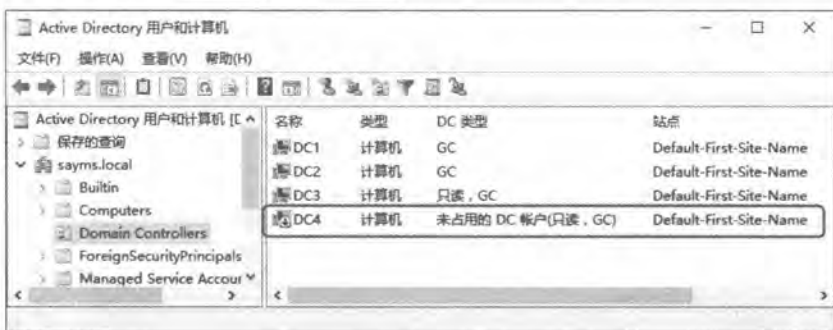 Active Directory 用户和计算机
文件(F) 操作(A) 查看(V) 帮助(H)
Active Directory 用户和计算机 [D
保存的查询
sayms.local
Builtin
Computers
Domain Controllers
ForeignSecurityPrincipals
Managed Service Accour
名称 类型 DC 类型 站点
DC1 计算机 GC Default-First-Site-Name
DC2 计算机 GC Default-First-Site-Name
DC3 计算机 只读，GC Default-First-Site-Name
DC4 计算机 未占用的 DC 帐户(只读，GC) Default-First-Site-Name